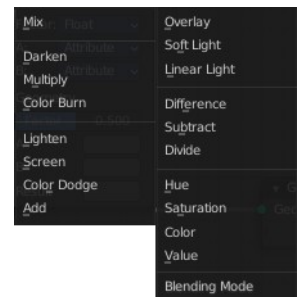 Mix
Darken
Multiply
Color Burn
Lighten
Screen
Color Dodge
Add
Overlay
Soft Light
Linear Light
Difference
Subtract
Divide
Hue
Saturation
Color
Value
Blending Mode